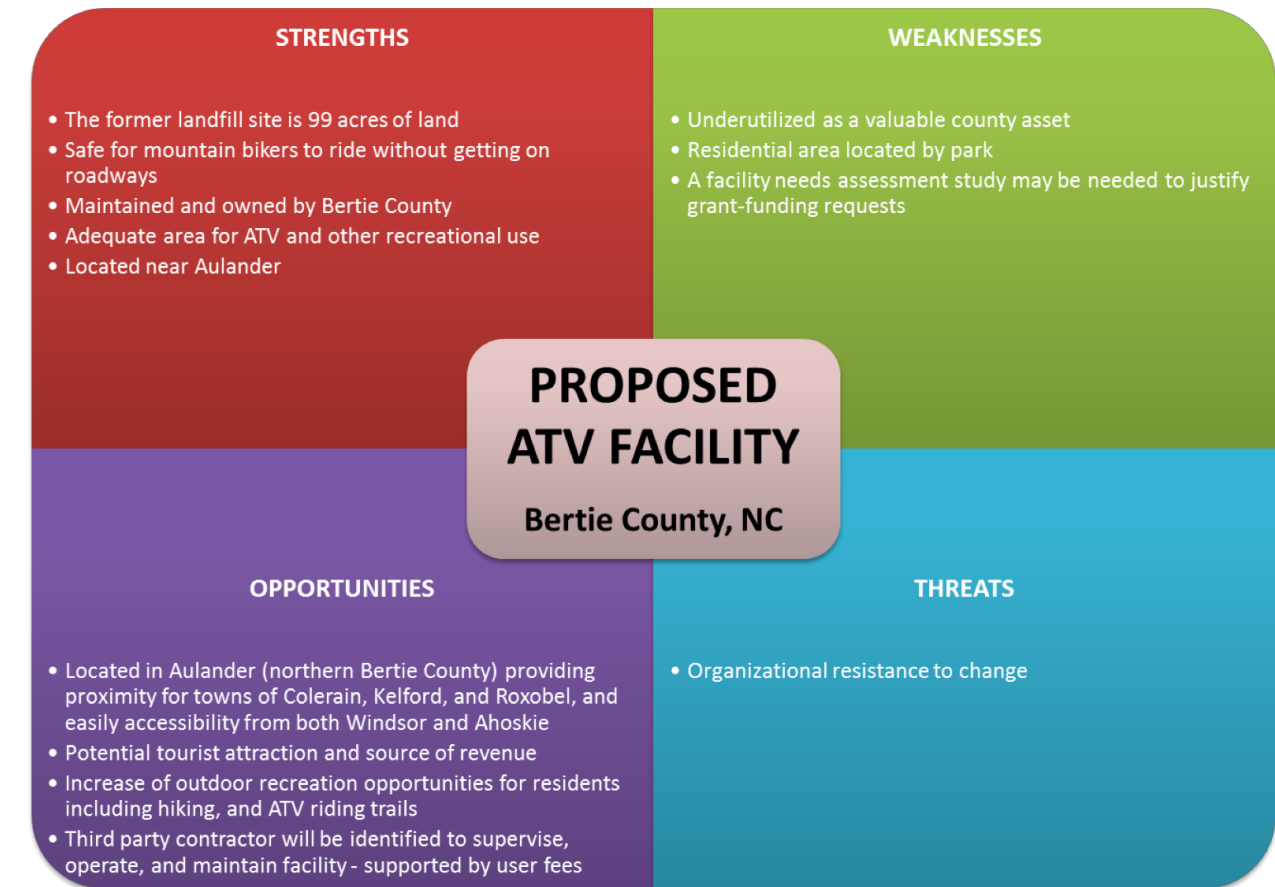 STRENGTHS
• The former landfill site is 99 acres of land
• Safe for mountain bikers to ride without getting on
roadways
• Maintained and owned by Bertie County
• Adequate area for ATV and other recreational use
• Located near Aulander
WEAKNESSES
• Underutilized as a valuable county asset
• Residential area located by park
• A facility needs assessment study may be needed to justify
grant-funding requests
PROPOSED
ATV FACILITY
Bertie County, NC
OPPORTUNITIES
• Located in Aulander (northern Bertie County) providing
proximity for towns of Colerain, Kelford, and Roxobel, and
easily accessibility from both Windsor and Ahoskie
• Potential tourist attraction and source of revenue
• Increase of outdoor recreation opportunities for residents
including hiking, and ATV riding trails
• Third party contractor will be identified to supervise,
operate, and maintain facility - supported by user fees
THREATS
• Organizational resistance to change